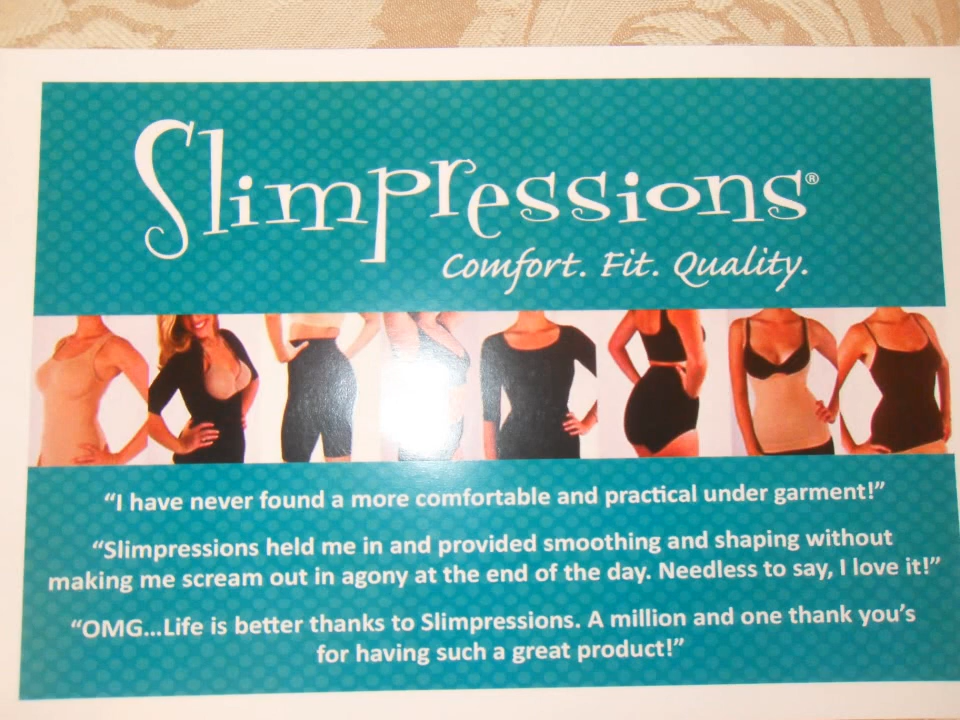 Slimpressions®
Comfort. Fit. Quality.
“I have never found a more comfortable and practical under garment!”
“Slimpressions held me in and provided smoothing and shaping without
making me scream out in agony at the end of the day. Needless to say, I love it!”
“OMG...Life is better thanks to Slimpressions. A million and one thank you’s
for having such a great product!”